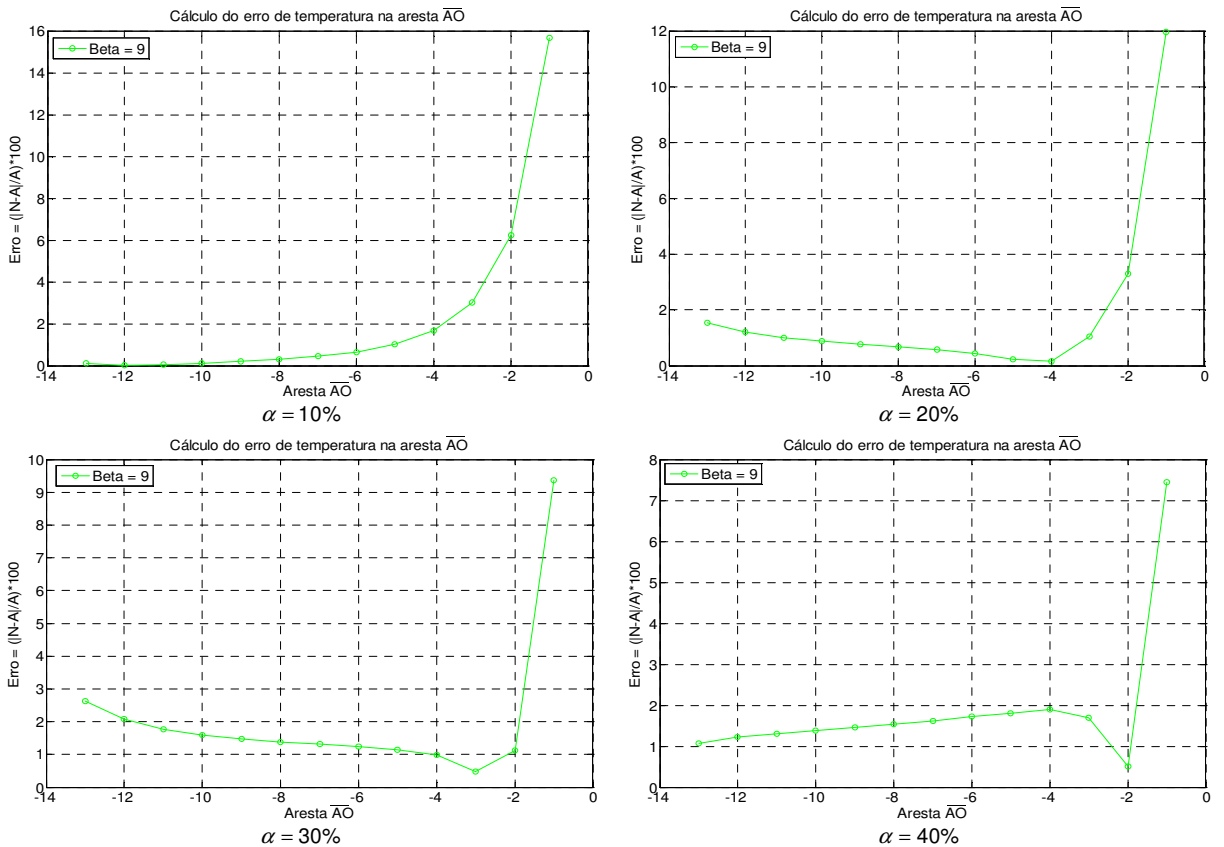 Cálculo do erro de temperatura na aresta AO
Beta = 9
Erro = (|N-A|/A)*100
16
14
12
10
8
6
4
2
0
-14 -12 -10 -8 -6 -4 -2 0
Aresta AO
α = 10%
Cálculo do erro de temperatura na aresta AO
Beta = 9
Erro = (|N-A|/A)*100
12
10
8
6
4
2
0
-14 -12 -10 -8 -6 -4 -2 0
Aresta AO
α = 20%
Cálculo do erro de temperatura na aresta AO
Beta = 9
Erro = (|N-A|/A)*100
10
9
8
7
6
5
4
3
2
1
0
-14 -12 -10 -8 -6 -4 -2 0
Aresta AO
α = 30%
Cálculo do erro de temperatura na aresta AO
Beta = 9
Erro = (|N-A|/A)*100
8
7
6
5
4
3
2
1
0
-14 -12 -10 -8 -6 -4 -2 0
Aresta AO
α = 40%